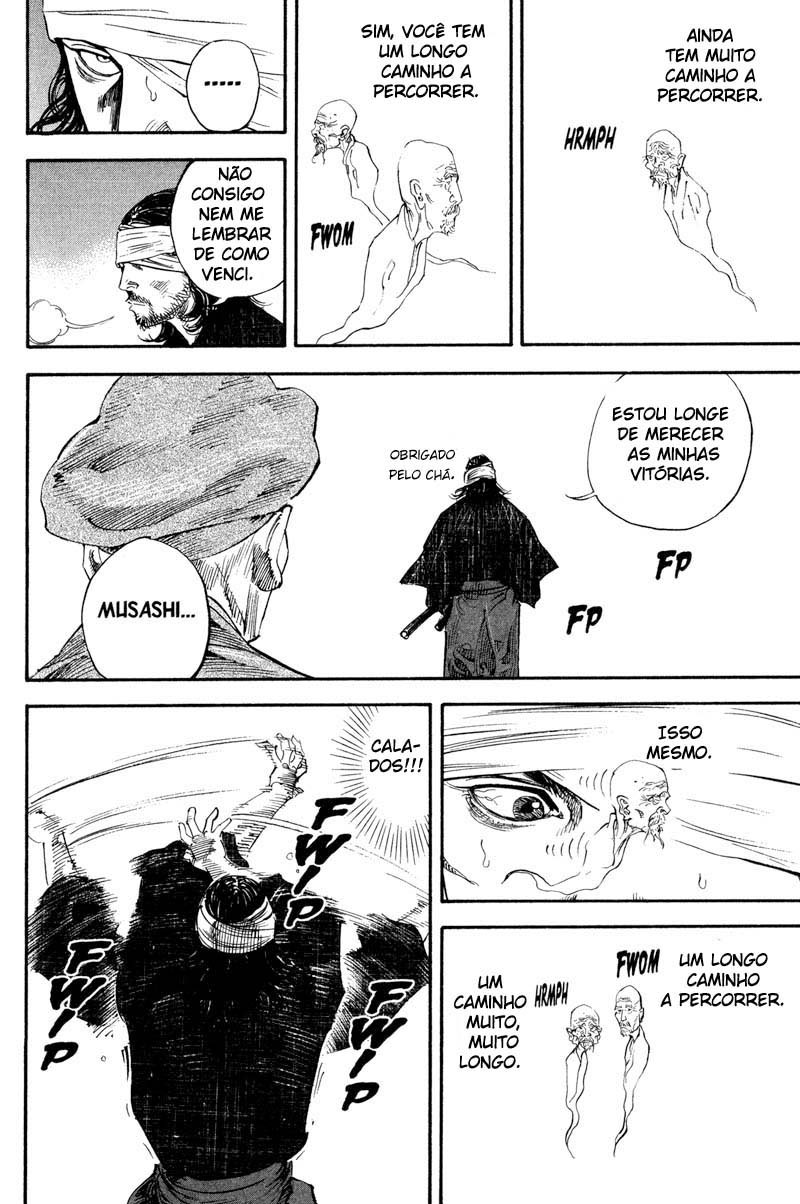 AINDA
TEM MUITO
CAMINHO A
PERCORRER.
HRMPH
SIM, VOCÊ TEM
UM LONGO
CAMINHO A
PERCORRER.
FWOM
.....
NÃO
CONSIGO
NEM ME
LEMBRAR
DE COMO
VENCI.
ESTOU LONGE
DE MERECER
AS MINHAS
VITÓRIAS.
FP
FP
OBRIGADO
PELO CHÁ.
MUSASHI...
ISSO
MESMO.
UM LONGO
CAMINHO
A PERCORRER.
FWOM
HRMPH
UM
CAMINHO
MUITO,
MUITO
LONGO.
CALA-
DOS!!!
FWIP
FWIP
FWIP